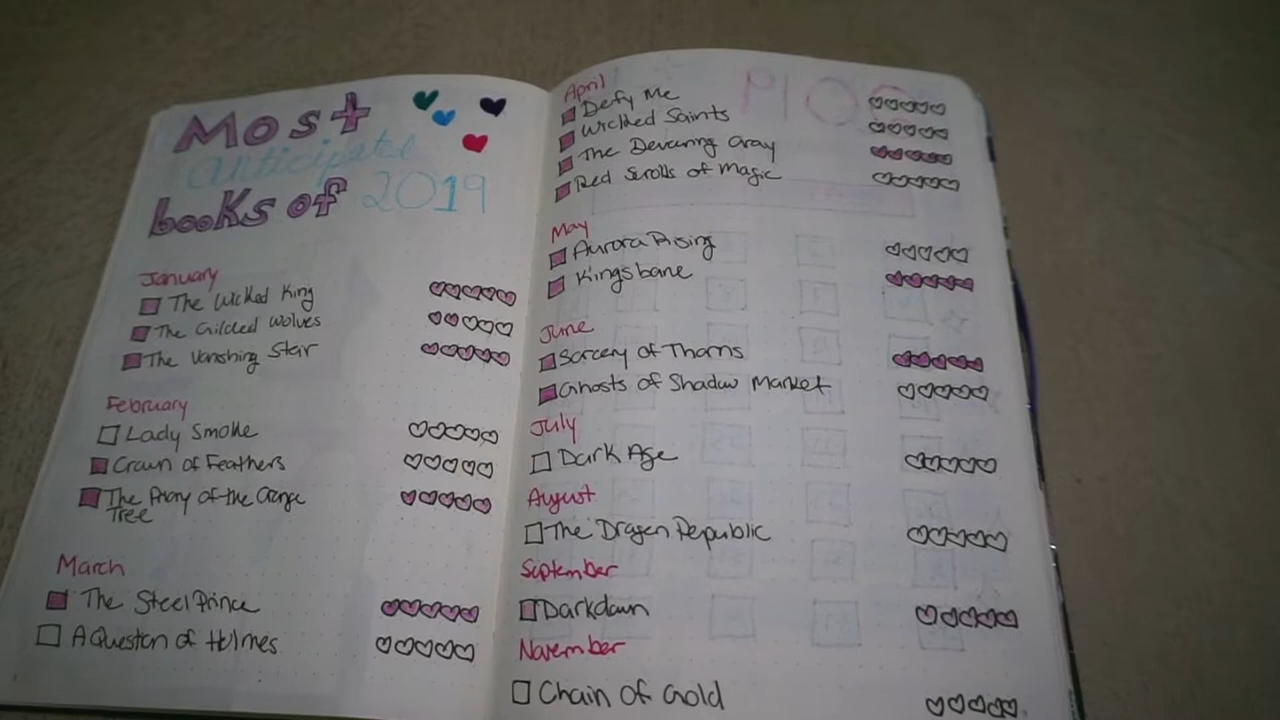 Most
anticipated
books of 2019
January
The Wicked King
The Gilded Wolves
The Vanishing Stair
February
Lady Smoke
Crown of Feathers
The Priory of the Orange
Tree
March
The Steel Prince
A Question of Holmes
April
Defy Me
Wicked Saints
The Devouring Gray
Red Scrolls of Magic
May
Aurora Rising
Kingsbane
June
Sorcery of Thorns
Ghosts of Shadow Market
July
Dark Age
August
The Dragon Republic
September
Darkdawn
November
Chain of Gold